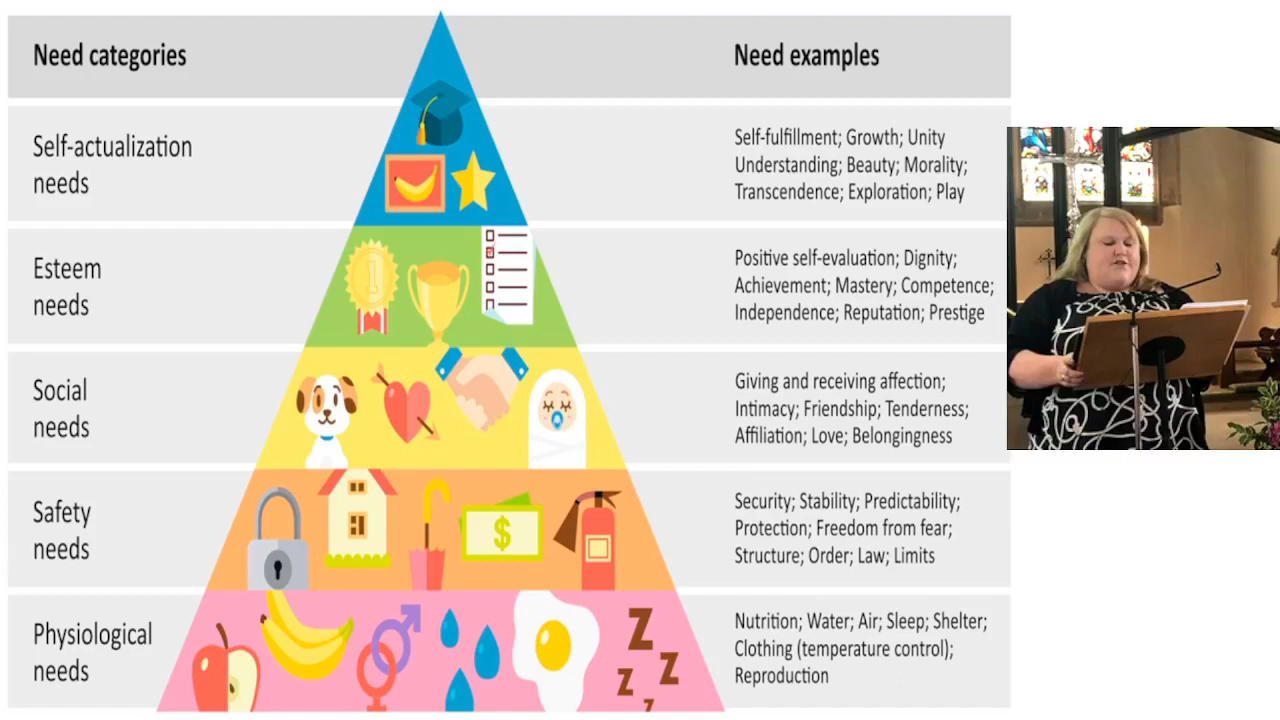 Need categories
Need examples
Self-actualization
needs
Self-fulfillment; Growth; Unity
Understanding; Beauty; Morality;
Transcendence; Exploration; Play
1
Esteem
needs
Positive self-evaluation; Dignity;
Achievement; Mastery; Competence;
Independence; Reputation; Prestige
Social
needs
Giving and receiving affection;
Intimacy; Friendship; Tenderness;
Affiliation; Love; Belongingness
Safety
needs
$
Security; Stability; Predictability;
Protection; Freedom from fear;
Structure; Order; Law; Limits
Physiological
needs
Z
Z
Z
Z
Nutrition; Water; Air; Sleep; Shelter;
Clothing (temperature control);
Reproduction